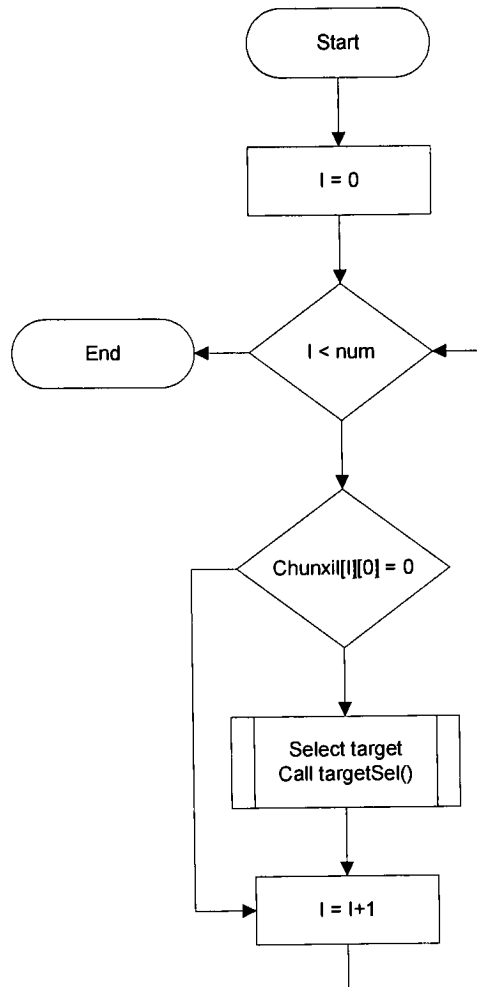 Start
I = 0
I < num
End
Chunxil[I][0] = 0
Select target
Call targetSel()
I = I+1